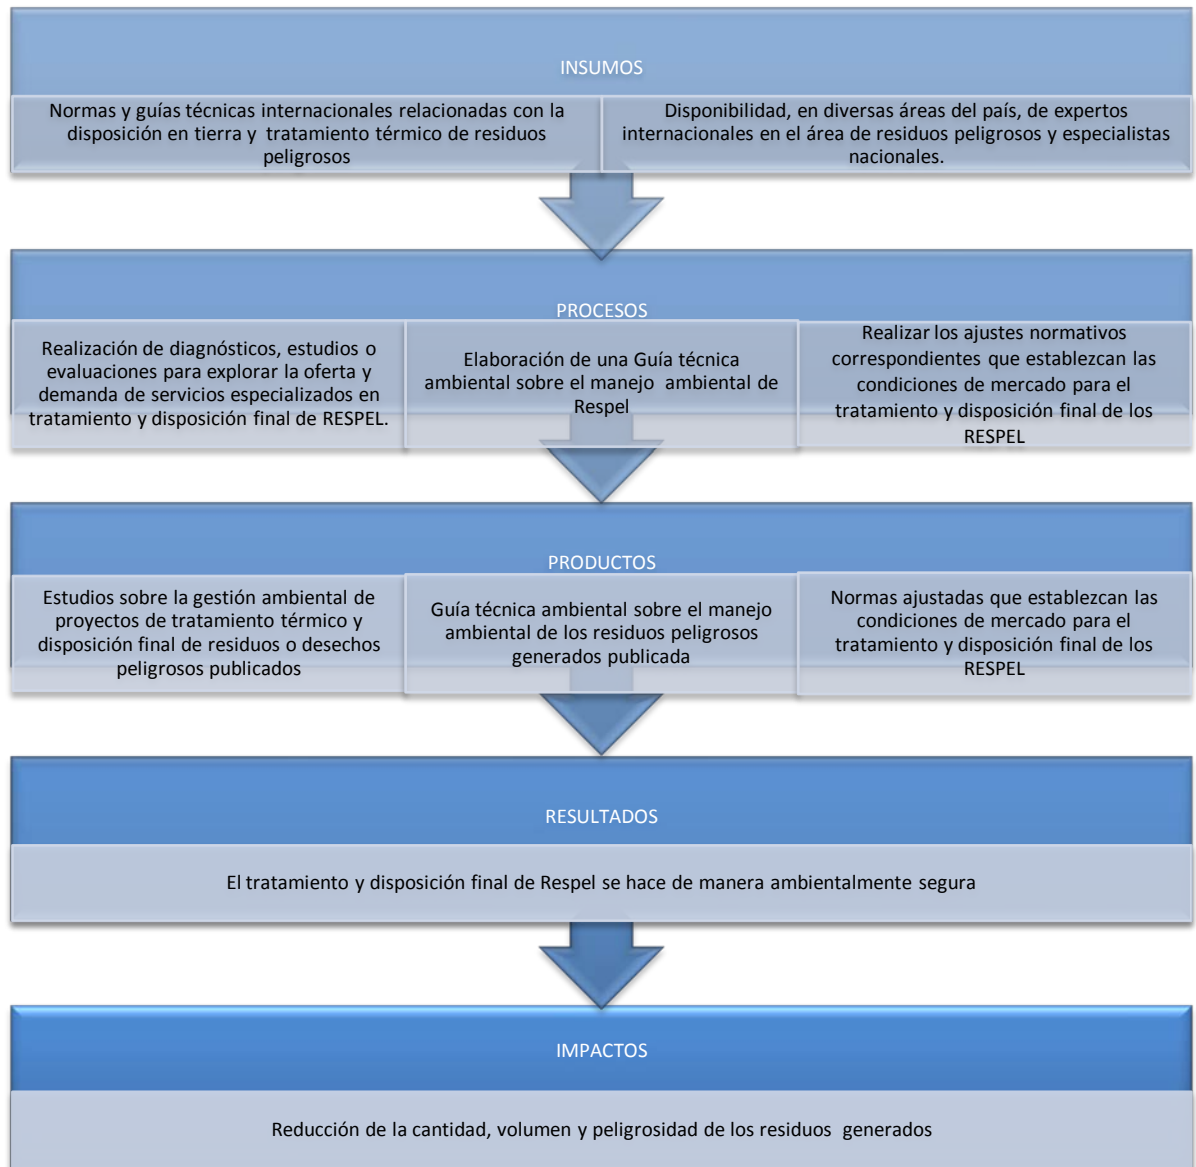 INSUMOS
Normas y guías técnicas internacionales relacionadas con la
disposición en tierra y tratamiento térmico de residuos
peligrosos
Disponibilidad, en diversas áreas del país, de expertos
internacionales en el área de residuos peligrosos y especialistas
nacionales.
PROCESOS
Realización de diagnósticos, estudios o
evaluaciones para explorar la oferta y
demanda de servicios especializados en
tratamiento y disposición final de RESPEL.
Elaboración de una Guía técnica
ambiental sobre el manejo ambiental de
Respel
Realizar los ajustes normativos
correspondientes que establezcan las
condiciones de mercado para el
tratamiento y disposición final de los
RESPEL
PRODUCTOS
Estudios sobre la gestión ambiental de
proyectos de tratamiento térmico y
disposición final de residuos o desechos
peligrosos publicados
Guía técnica ambiental sobre el manejo
ambiental de los residuos peligrosos
generados publicada
Normas ajustadas que establezcan las
condiciones de mercado para el
tratamiento y disposición final de los
RESPEL
RESULTADOS
El tratamiento y disposición final de Respel se hace de manera ambientalmente segura
IMPACTOS
Reducción de la cantidad, volumen y peligrosidad de los residuos generados